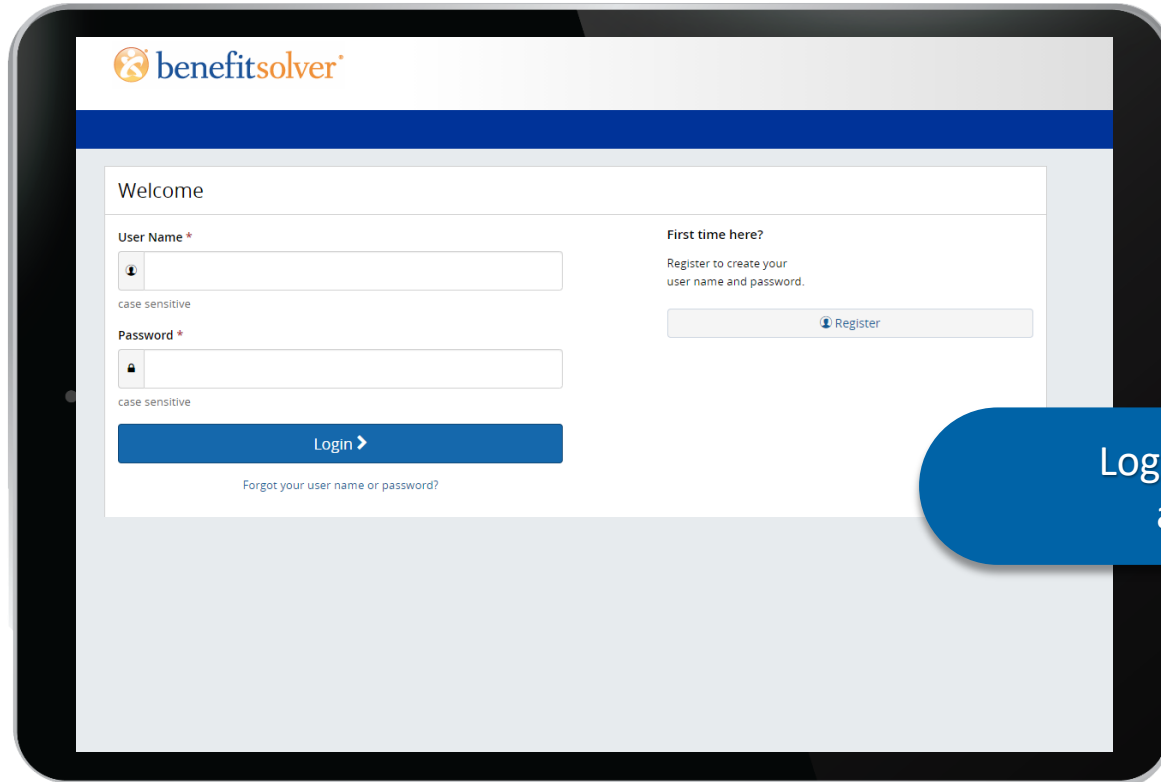 benefitsolver
Welcome
User Name *
case sensitive
Password *
case sensitive
Login
Forgot your user name or password?
First time here?
Register to create your
user name and password.
Register